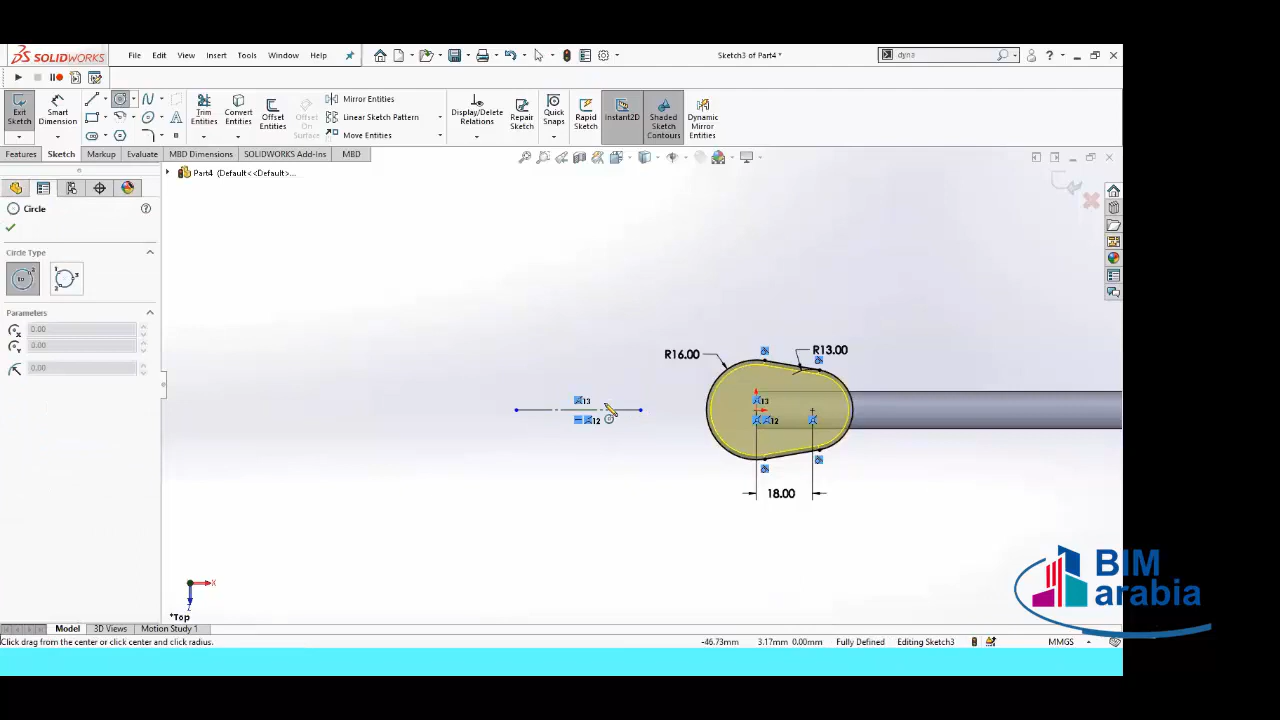 SOLIDWORKS File Edit View Insert Tools Window Help Sketch3 of Part4 * dyna
Exit Sketch
Smart Dimension
Trim Entities
Convert Entities
Offset Entities
Offset On Surface
Mirror Entities
Linear Sketch Pattern
Move Entities
Display/Delete Relations
Repair Sketch
Quick Snaps
Rapid Sketch
Instant2D
Shaded Sketch Contours
Dynamic Mirror Entities
Features Sketch Markup Evaluate MBD Dimensions SOLIDWORKS Add-Ins MBD
Part4 (Default<<Default>...
Circle
Circle Type
Parameters
0.00
0.00
0.00
R16.00
R13.00
13
12
13
12
18.00
X
Z
*Top
BIM
arabia
Model 3D Views Motion Study 1
Click drag from the center or click center and click radius. -46.73mm 3.17mm 0.00mm Fully Defined Editing Sketch3 MMGS